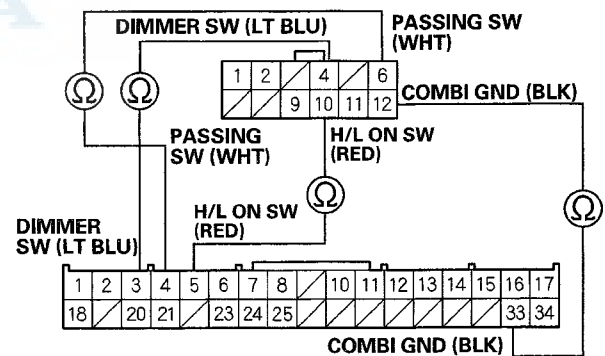 DIMMER SW (LT BLU)
PASSING SW
(WHT)
Ω
Ω
1 2 4 6
9 10 11 12
COMBI GND (BLK)
PASSING
SW (WHT)
H/L ON SW
(RED)
Ω
Ω
H/L ON SW
(RED)
DIMMER
SW (LT BLU)
1 2 3 4 5 6 7 8 10 11 12 13 14 15 16 17
18 20 21 23 24 25 33 34
COMBI GND (BLK)